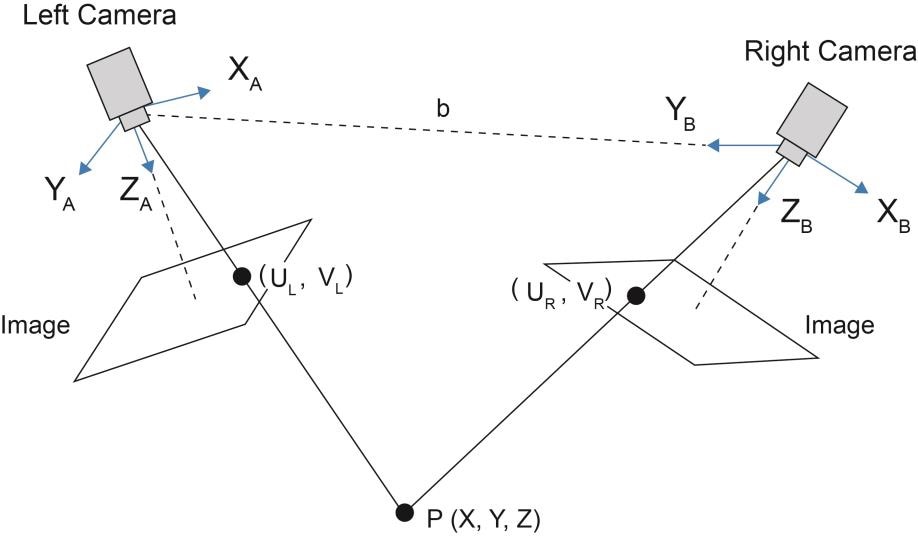 Left Camera
Right Camera
X_A
b
Y_B
Y_A
Z_A
Z_B
X_B
(U_L, V_L)
(U_R, V_R)
Image
Image
P (X, Y, Z)